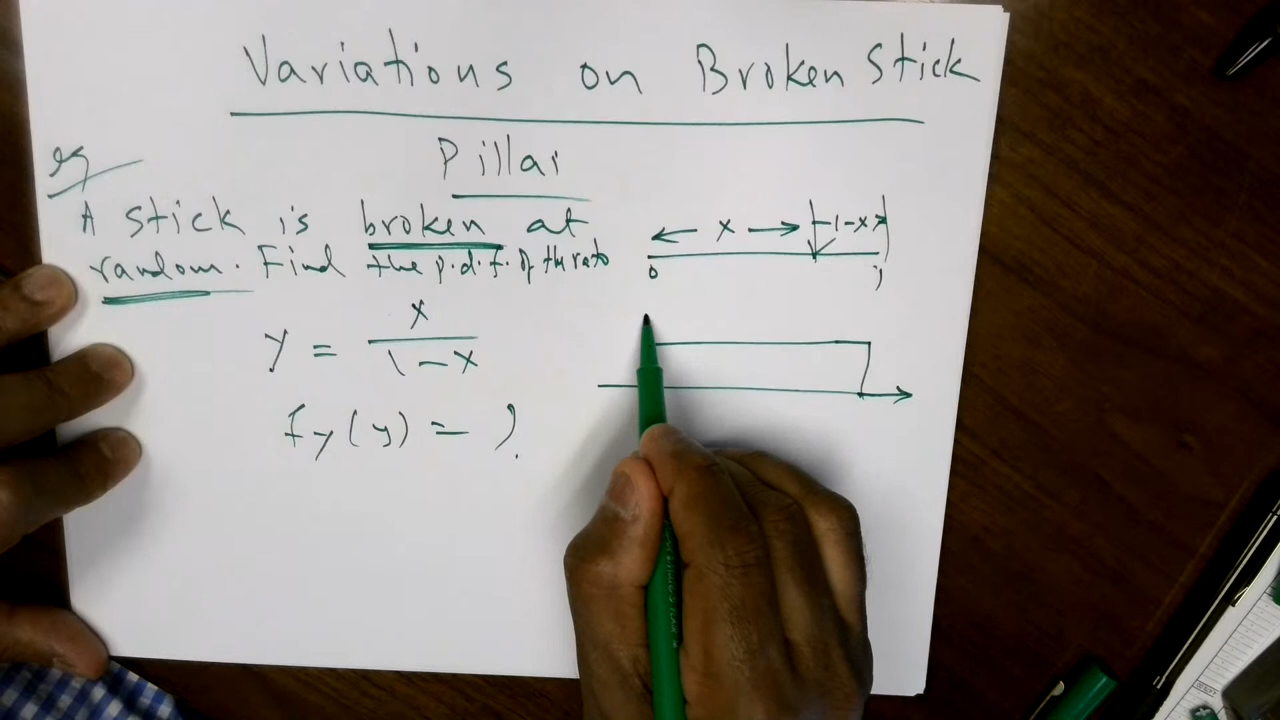 Variations on Broken Stick
Pillai
eg
A stick is broken at
random. Find the p.d.f. of the ratio
y = x / 1 - x
fy(y) = ?
x 1-x
0 1